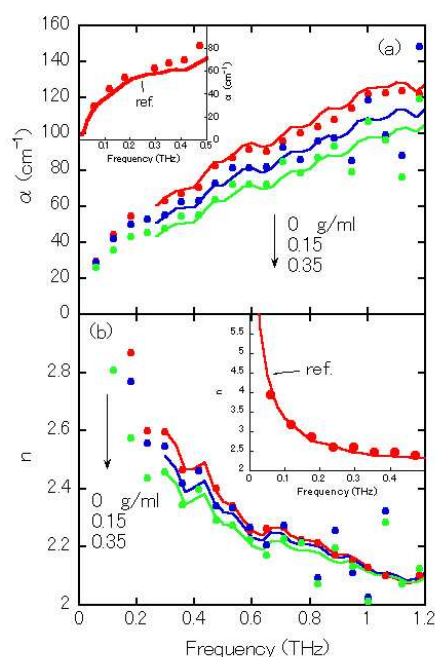 (a)
160
140
120
100
80
60
40
20
0
α (cm⁻¹)
ref.
80
60
40
20
0
α (cm⁻¹)
0.1 0.2 0.3 0.4 0.5
Frequency (THz)
0 g/ml
0.15
0.35
(b)
2.8
2.6
2.4
2.2
2
n
0 g/ml
0.15
0.35
ref.
5.5
5
4.5
4
3.5
3
2.5
2
n
0 0.1 0.2 0.3 0.4
Frequency (THz)
0 0.2 0.4 0.6 0.8 1 1.2
Frequency (THz)